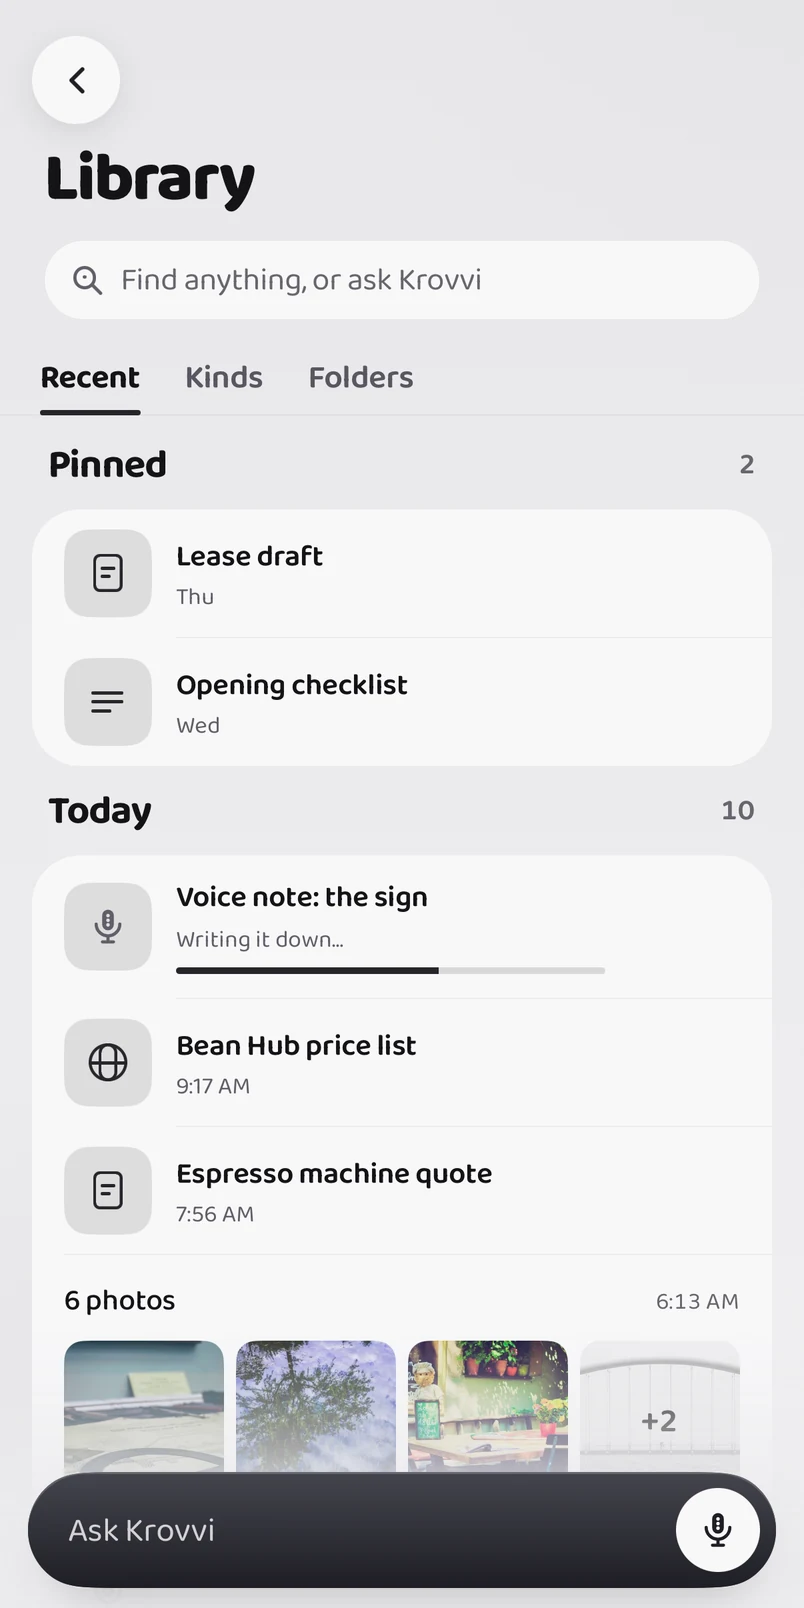 Library
Find anything, or ask Krovvi
Recent Kinds Folders
Pinned 2
Lease draft
Thu
Opening checklist
Wed
Today 10
Voice note: the sign
Writing it down...
Bean Hub price list
9:17 AM
Espresso machine quote
7:56 AM
6 photos 6:13 AM
+2
Ask Krovvi